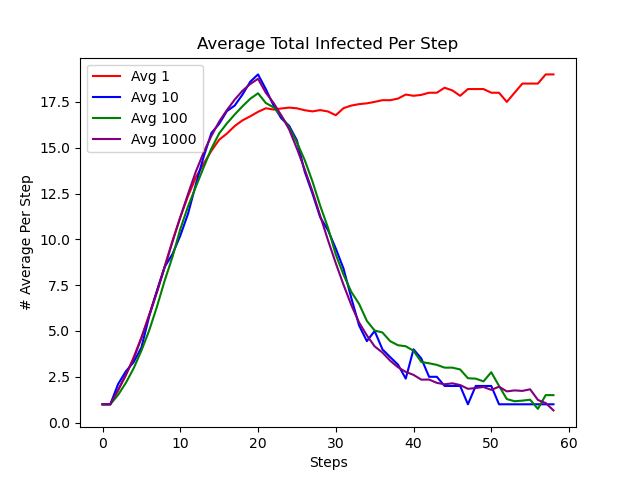 Average Total Infected Per Step
Avg 1
Avg 10
Avg 100
Avg 1000
# Average Per Step
17.5
15.0
12.5
10.0
7.5
5.0
2.5
0.0
0 10 20 30 40 50 60
Steps